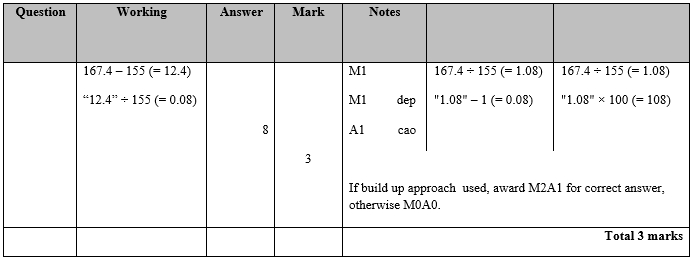 Question Working Answer Mark Notes
167.4 – 155 (= 12.4) M1 167.4 ÷ 155 (= 1.08) 167.4 ÷ 155 (= 1.08)
“12.4” ÷ 155 (= 0.08) M1 dep "1.08" – 1 (= 0.08) "1.08" × 100 (= 108)
8 A1 cao
3
If build up approach used, award M2A1 for correct answer,
otherwise M0A0.
Total 3 marks